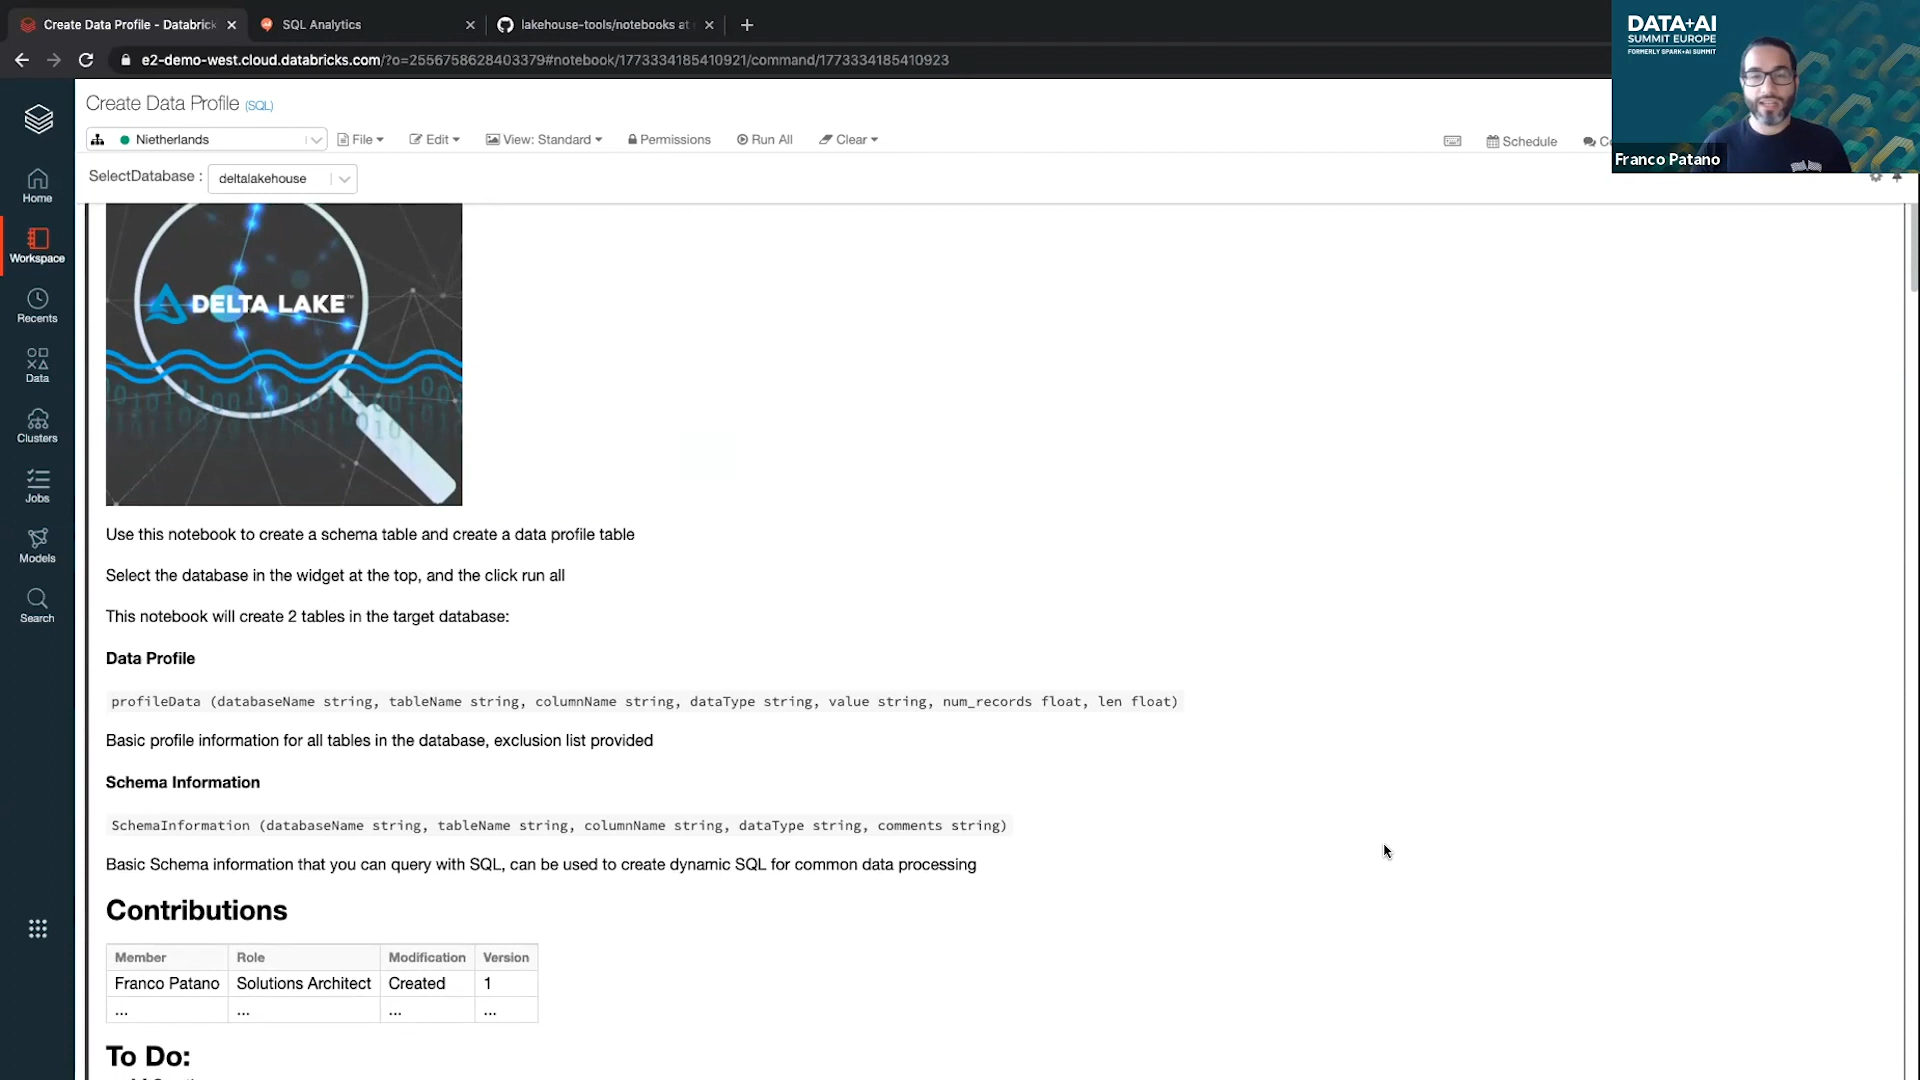 Create Data Profile - Databrick
SQL Analytics
lakehouse-tools/notebooks at
e2-demo-west.cloud.databricks.com/?o=2556758628403379#notebook/1773334185410921/command/1773334185410923
DATA+AI
SUMMIT EUROPE
FORMERLY SPARK+AI SUMMIT
Franco Patano
Create Data Profile (SQL)
Nietherlands
File
Edit
View: Standard
Permissions
Run All
Clear
Schedule
SelectDatabase :
deltalakehouse
Home
Workspace
Recents
Data
Clusters
Jobs
Models
Search
DELTA LAKE™
Use this notebook to create a schema table and create a data profile table
Select the database in the widget at the top, and the click run all
This notebook will create 2 tables in the target database:
Data Profile
profileData (databaseName string, tableName string, columnName string, dataType string, value string, num_records float, len float)
Basic profile information for all tables in the database, exclusion list provided
Schema Information
SchemaInformation (databaseName string, tableName string, columnName string, dataType string, comments string)
Basic Schema information that you can query with SQL, can be used to create dynamic SQL for common data processing
Contributions
Member Role Modification Version
Franco Patano Solutions Architect Created 1
... ... ... ...
To Do: